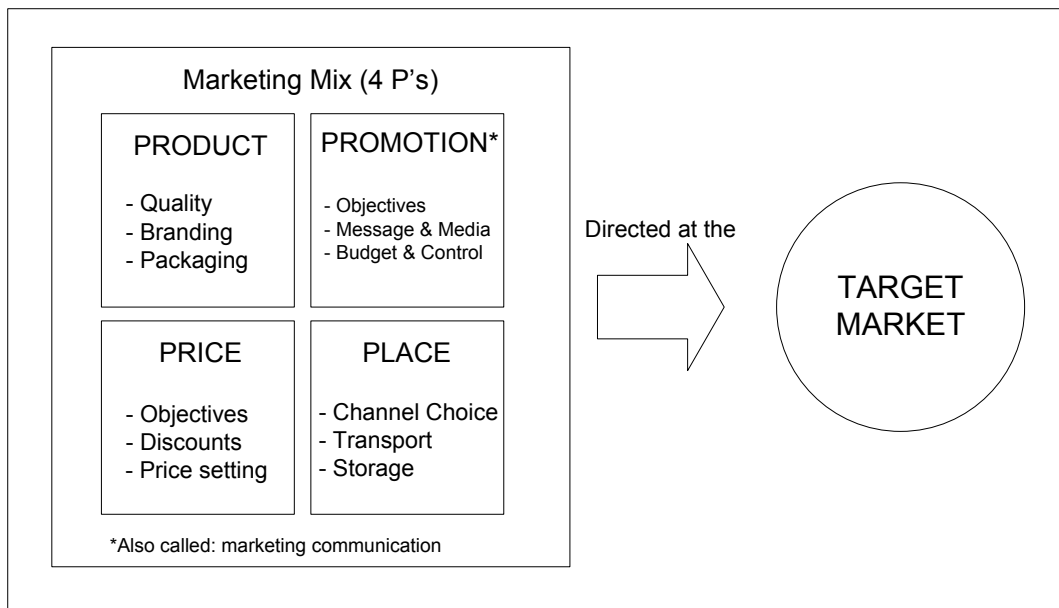 Marketing Mix (4 P's)
PRODUCT
- Quality
- Branding
- Packaging
PROMOTION*
- Objectives
- Message & Media
- Budget & Control
PRICE
- Objectives
- Discounts
- Price setting
PLACE
- Channel Choice
- Transport
- Storage
*Also called: marketing communication
Directed at the
TARGET
MARKET